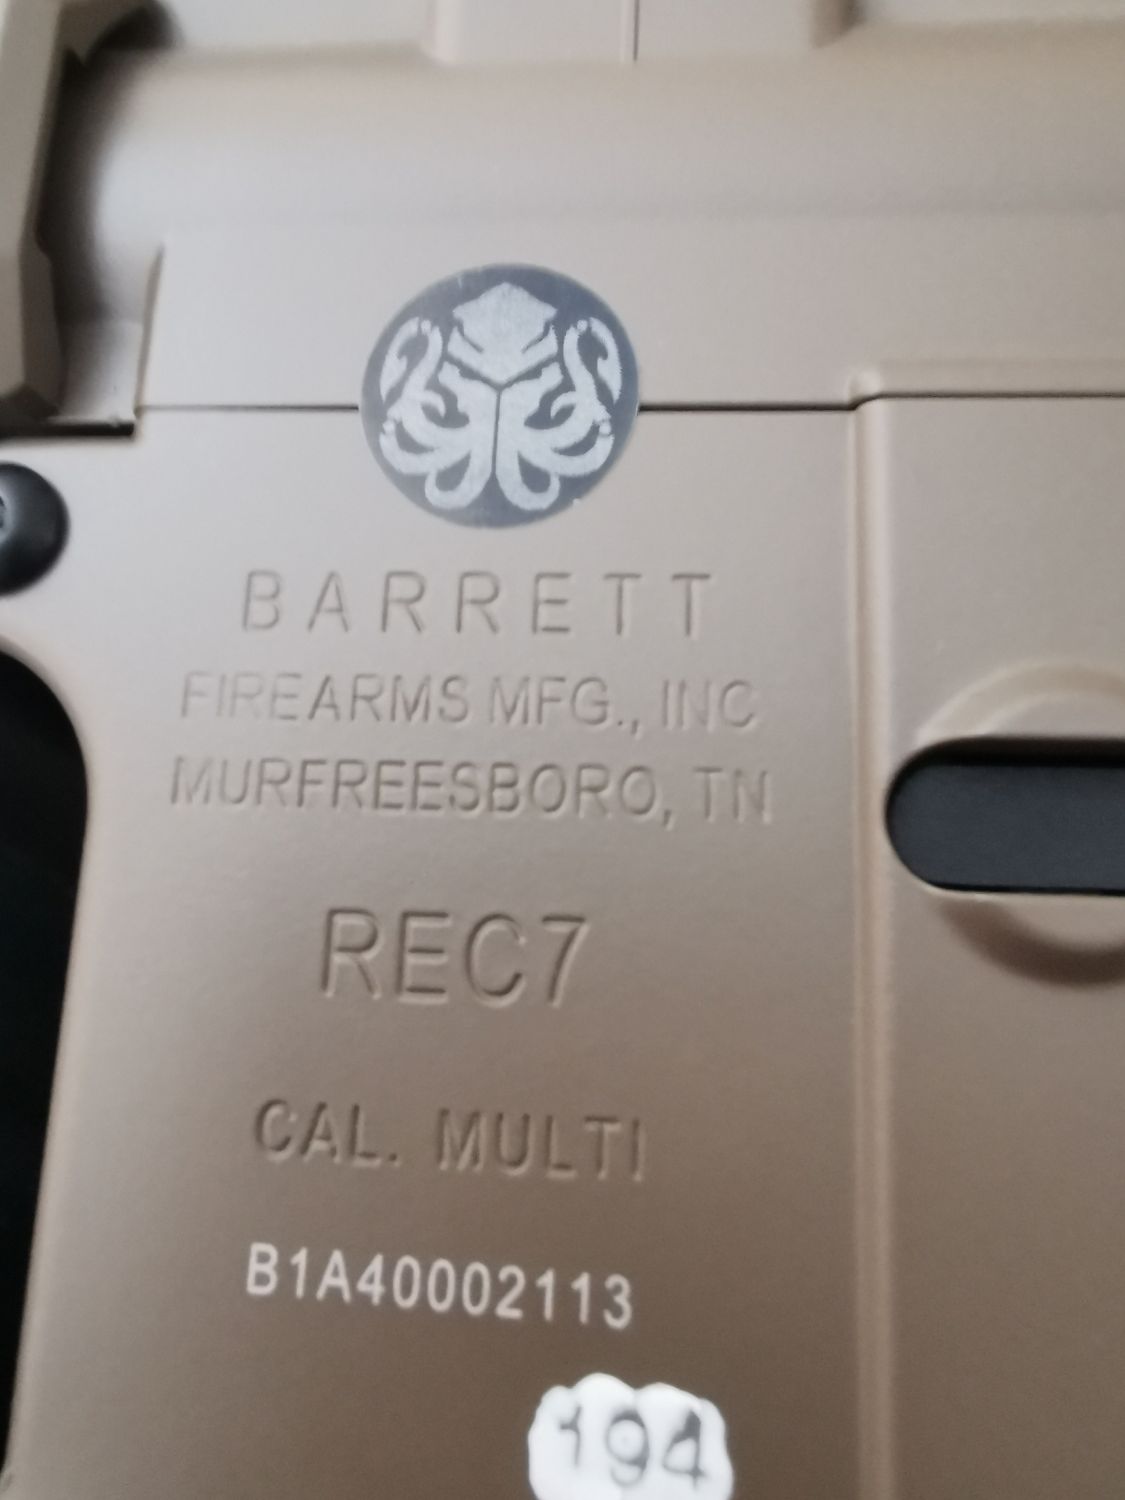 BARRETT
FIREARMS MFG., INC
MURFREESBORO, TN
REC7
CAL. MULTI
B1A40002113
194